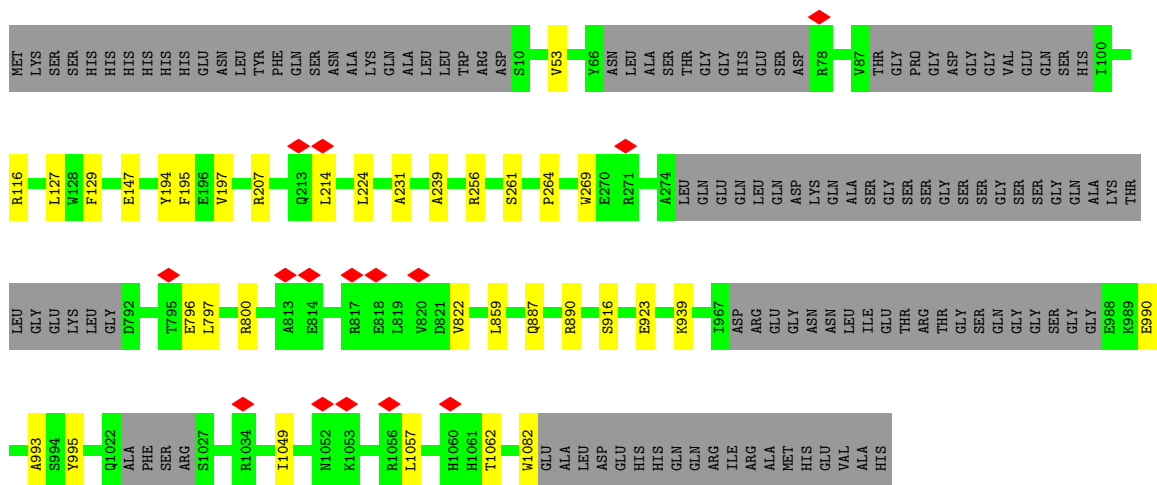 MET LYS SER SER HIS HIS HIS HIS HIS HIS GLU ASN LEU TYR PHE GLN SER ASN ALA LYS GLN ALA LEU LEU TRP ARG ASP S10 V53 Y66 ASN LEU ALA SER THR GLY GLY HIS GLU SER ASP R78 V87 THR GLY PRO GLY ASP GLY GLY VAL GLU GLN SER HIS I100
R116 L127 W128 F129 E147 Y194 F195 E196 V197 R207 Q213 L214 L224 A231 A239 R256 S261 P264 W269 E270 R271 A274 LEU GLN GLU GLN LEU GLN ASP LYS GLN ALA SER GLY SER SER GLY SER SER GLY SER SER GLY GLN ALA LYS THR
LEU GLY GLU LYS LEU GLY D792 T795 E796 L797 R800 A813 E814 R817 E818 L819 V820 D821 V822 L859 Q887 R890 S916 E923 K939 I967 ASP ARG GLU GLY ASN ASN LEU ILE GLU THR ARG THR GLY SER GLN GLY GLY SER GLY GLY E988 K989 E990
A993 S994 Y995 Q1022 ALA PHE SER ARG S1027 R1034 I1049 N1052 K1053 R1056 L1057 H1060 H1061 T1062 W1082 GLU ALA LEU ASP GLU HIS HIS GLN GLN ARG ILE ARG ALA MET HIS GLU VAL ALA HIS